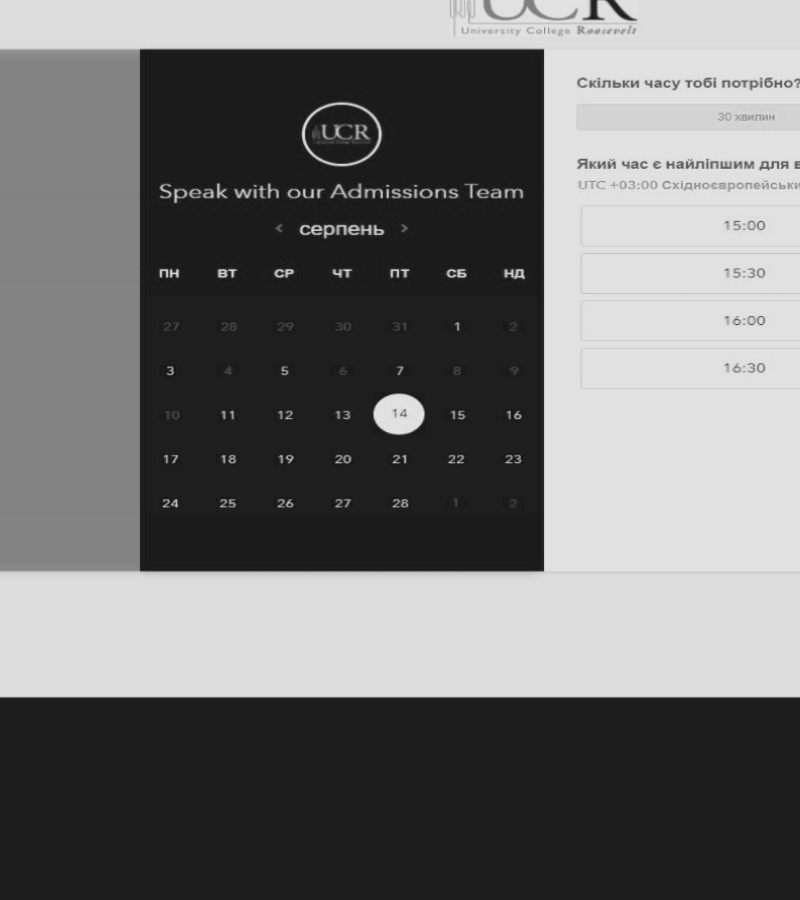 UCR
University College Roosevelt
UCR
Speak with our Admissions Team
< серпень >
ПН ВТ СР ЧТ ПТ СБ НД
27 28 29 30 31 1 2
3 4 5 6 7 8 9
10 11 12 13 14 15 16
17 18 19 20 21 22 23
24 25 26 27 28 1 2
Скільки часу тобі потрібно?
30 хвилин
Який час є найліпшим для в
UTC +03:00 Східноєвропейськи
15:00
15:30
16:00
16:30